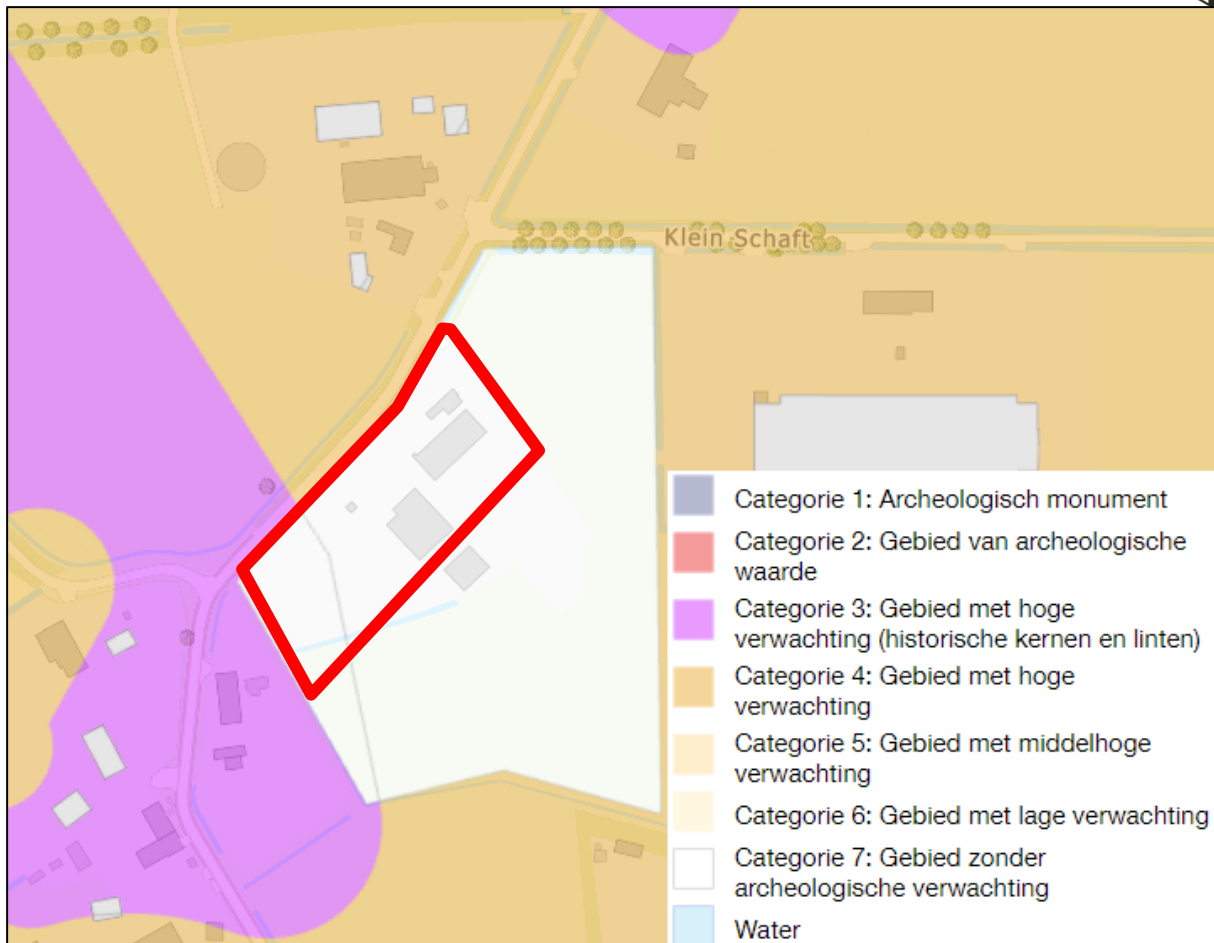 Klein Schaft
Categorie 1: Archeologisch monument
Categorie 2: Gebied van archeologische
waarde
Categorie 3: Gebied met hoge
verwachting (historische kernen en linten)
Categorie 4: Gebied met hoge
verwachting
Categorie 5: Gebied met middelhoge
verwachting
Categorie 6: Gebied met lage verwachting
Categorie 7: Gebied zonder
archeologische verwachting
Water